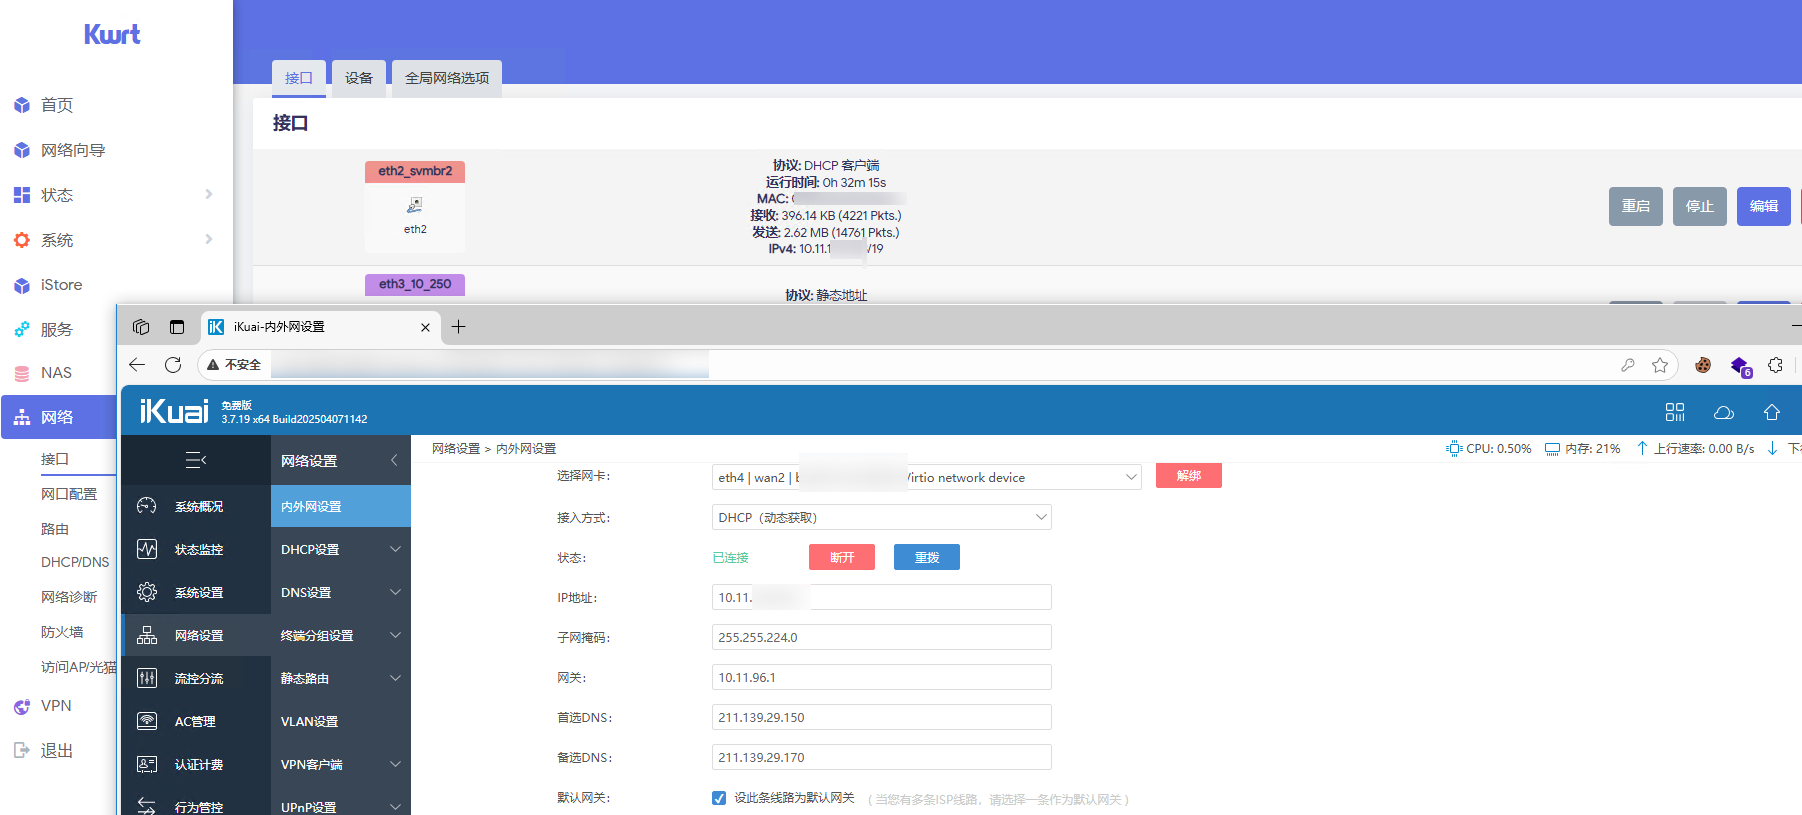 Kwrt
首页
网络向导
状态
系统
iStore
服务
NAS
网络
接口
网口配置
路由
DHCP/DNS
网络诊断
防火墙
访问AP/光猫
VPN
退出
接口
设备
全局网络选项
接口
eth2_svmbr2
eth2
协议: DHCP 客户端
运行时间: 0h 32m 15s
MAC:
接收: 396.14 KB (4221 Pkts.)
发送: 2.62 MB (14761 Pkts.)
IPv4: 10.11.1 /19
重启
停止
编辑
eth3_10_250
协议: 静态地址
iKuai-内外网设置
不安全
6
iKuai
免费版
3.7.19 x64 Build202504071142
系统概况
状态监控
系统设置
网络设置
流控分流
AC管理
认证计费
行为管控
网络设置
内外网设置
DHCP设置
DNS设置
终端分组设置
静态路由
VLAN设置
VPN客户端
UPnP设置
网络设置 > 内外网设置
CPU: 0.50%
内存: 21%
上行速率: 0.00 B/s
选择网卡:
eth4 | wan2 | irtio network device
解绑
接入方式:
DHCP（动态获取）
状态:
已连接
断开
重拨
IP地址:
10.11.
子网掩码:
255.255.224.0
网关:
10.11.96.1
首选DNS:
211.139.29.150
备选DNS:
211.139.29.170
默认网关:
设此条线路为默认网关
（当您有多条ISP线路，请选择一条作为默认网关）